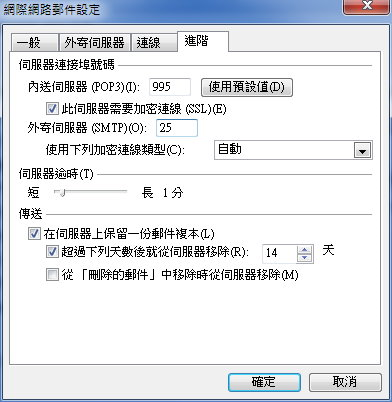 網際網路郵件設定
一般 外寄伺服器 連線 進階
伺服器連接埠號碼
內送伺服器 (POP3)(I): 995 使用預設值(D)
此伺服器需要加密連線 (SSL)(E)
外寄伺服器 (SMTP)(O): 25
使用下列加密連線類型(C): 自動
伺服器逾時(T)
短 長 1 分
傳送
在伺服器上保留一份郵件複本(L)
超過下列天數後就從伺服器移除(R): 14 天
從「刪除的郵件」中移除時從伺服器移除(M)
確定 取消